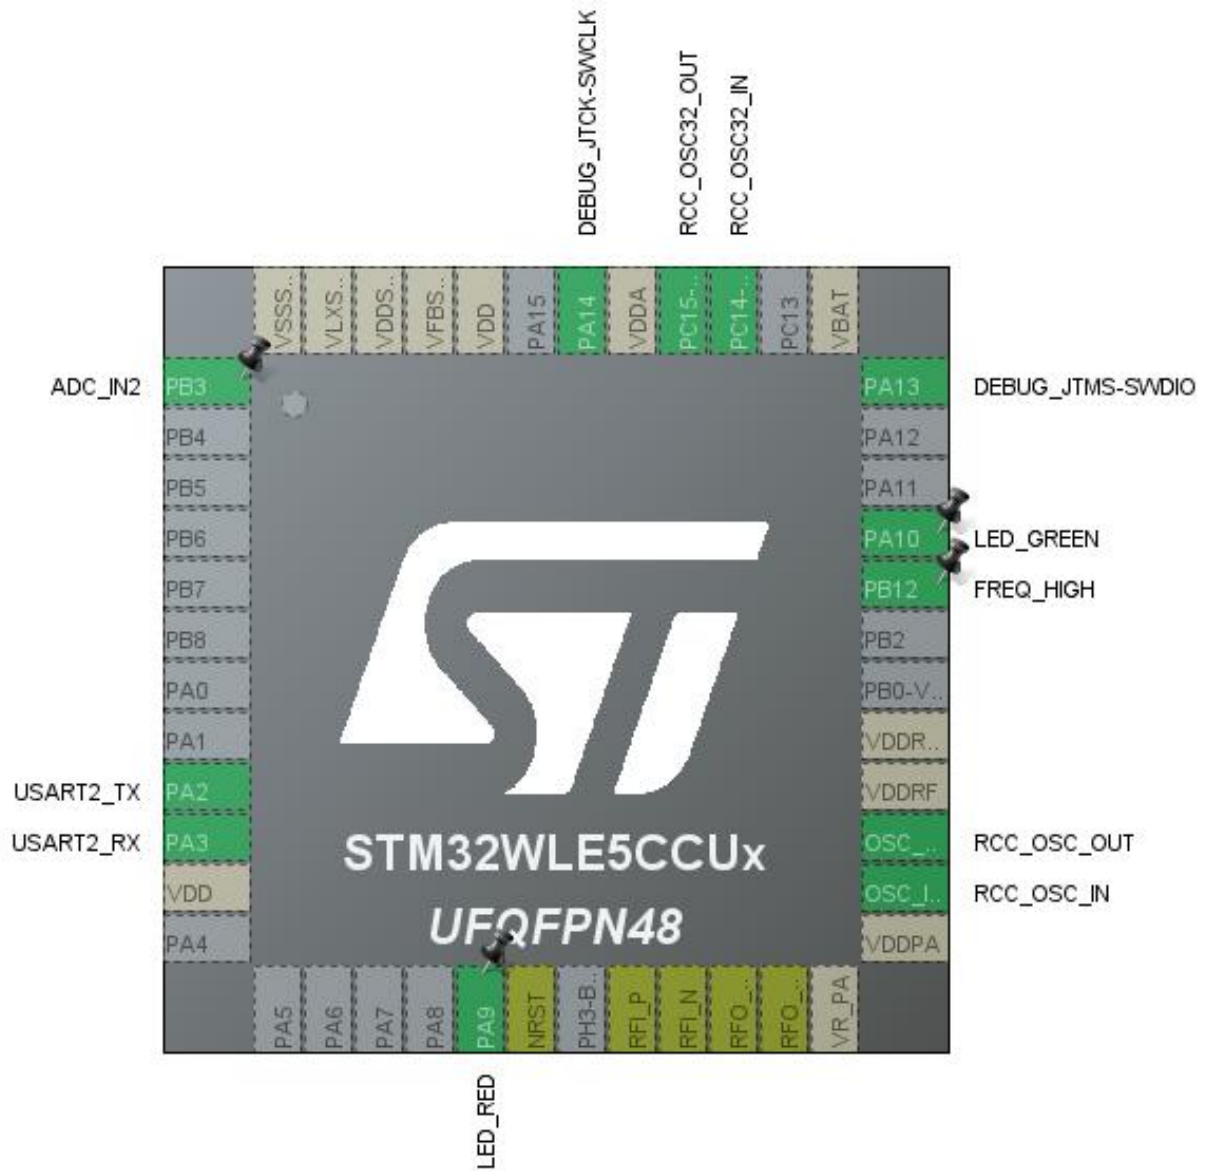 DEBUG_JTCK-SWCLK
RCC_OSC32_OUT
RCC_OSC32_IN
VSSS..
VLXS..
VDDS..
VFBS..
VDD
PA15
PA14
VDDA
PC15-..
PC14-..
PC13
VBAT
ADC_IN2
PB3
PB4
PB5
PB6
PB7
PB8
PA0
PA1
USART2_TX
PA2
USART2_RX
PA3
VDD
PA4
PA13
DEBUG_JTMS-SWDIO
PA12
PA11
PA10
LED_GREEN
PB12
FREQ_HIGH
PB2
PB0-V..
VDDR..
VDDRF
OSC_..
RCC_OSC_OUT
OSC_I..
RCC_OSC_IN
VDDPA
ST
STM32WLE5CCUx
UFQFPN48
PA5
PA6
PA7
PA8
PA9
NRST
PH3-B..
RFI_P
RFI_N
RFO_..
RFO_..
VR_PA
LED_RED